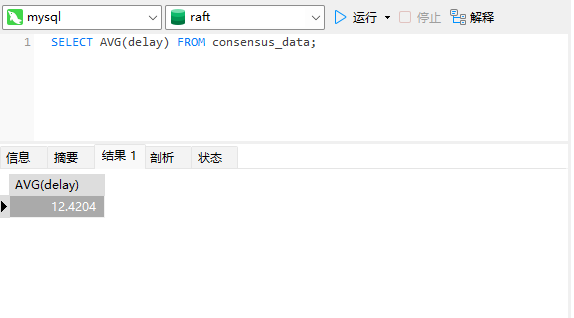 mysql raft 运行 停止 解释
1 SELECT AVG(delay) FROM consensus_data;
信息 摘要 结果 1 剖析 状态
AVG(delay)
12.4204